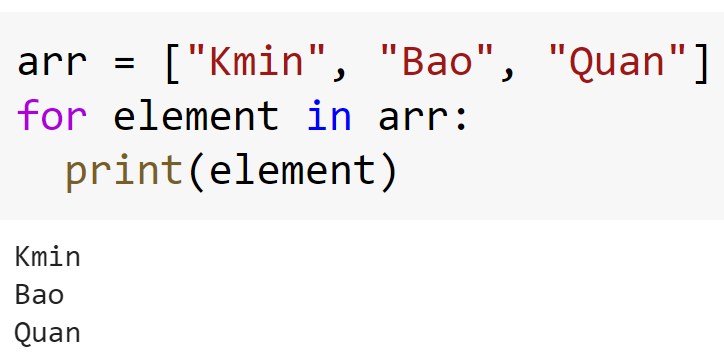 arr = ["Kmin", "Bao", "Quan"]
for element in arr:
  print(element)
Kmin
Bao
Quan